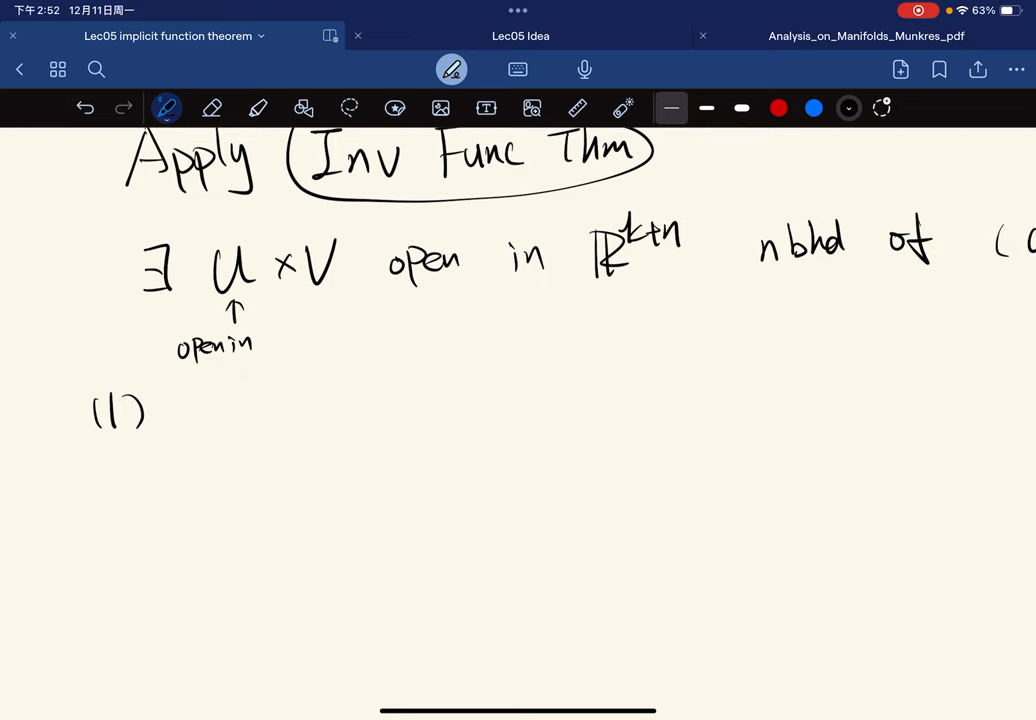 下午2:52 12月11日周一
63%
Lec05 implicit function theorem
Lec05 Idea
Analysis_on_Manifolds_Munkres_pdf
Apply Inv Func Thm
∃ U × V open in ℝ^{k+n} nbhd of (
↑
open in
(1)